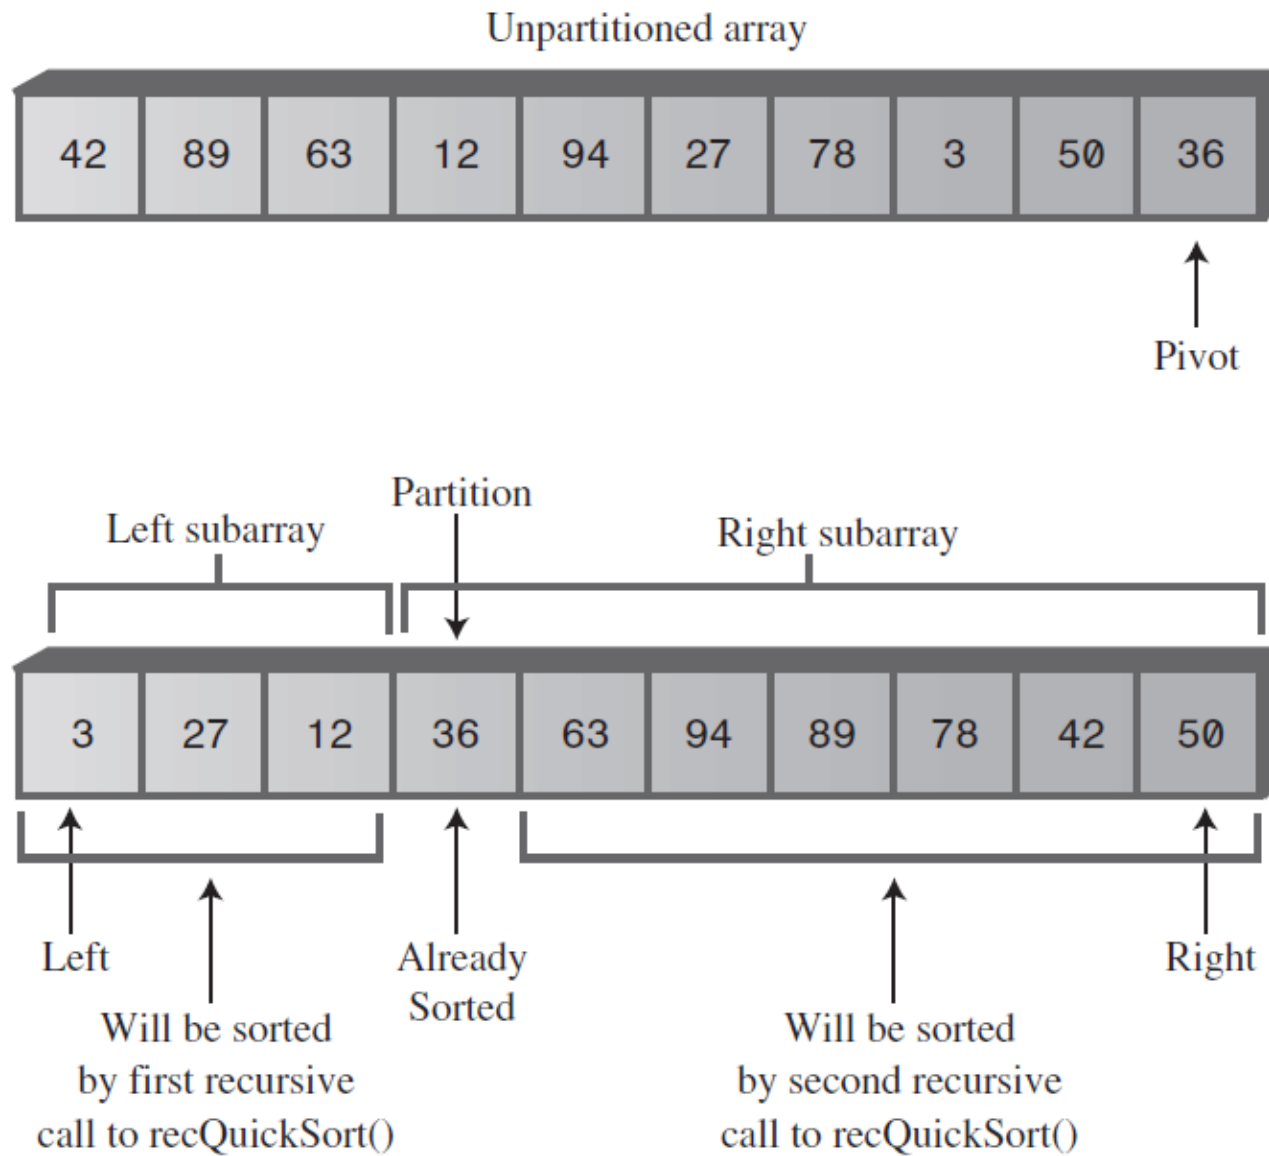 Unpartitioned array
42 89 63 12 94 27 78 3 50 36
Pivot
Partition
Left subarray
Right subarray
3 27 12 36 63 94 89 78 42 50
Left
Already
Sorted
Right
Will be sorted
by first recursive
call to recQuickSort()
Will be sorted
by second recursive
call to recQuickSort()